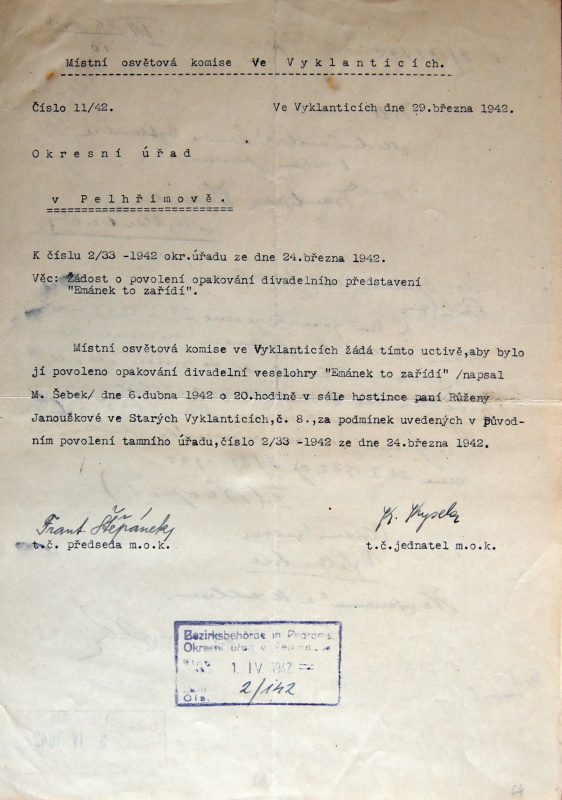 Místní osvětová komise ve Vyklanticích.
Číslo 11/42.
Ve Vyklanticích dne 29.března 1942.
Okresní úřad
v Pelhřimově.
K číslu 2/33 -1942 okr.úřadu ze dne 24.března 1942.
Věc: Žádost o povolení opakování divadelního představení
"Emánek to zařídí".
Místní osvětová komise ve Vyklanticích žádá tímto uctivě,aby bylo
jí povoleno opakování divadelní veselohry "Emánek to zařídí" /napsal
M. Šebek/ dne 6.dubna 1942 o 20.hodině v sále hostince paní Růženy
Janouškové ve Starých Vyklanticích,č. 8.,za podmínek uvedených v původ-
ním povolení tamního úřadu,číslo 2/33 -1942 ze dne 24.března 1942.
Frant. Štěpánek
t.č. předseda m.o.k.
t.č.jednatel m.o.k.
Bezirksbehörde in
Okresní úřad v
1. IV 1942
Čís.
2/142
64